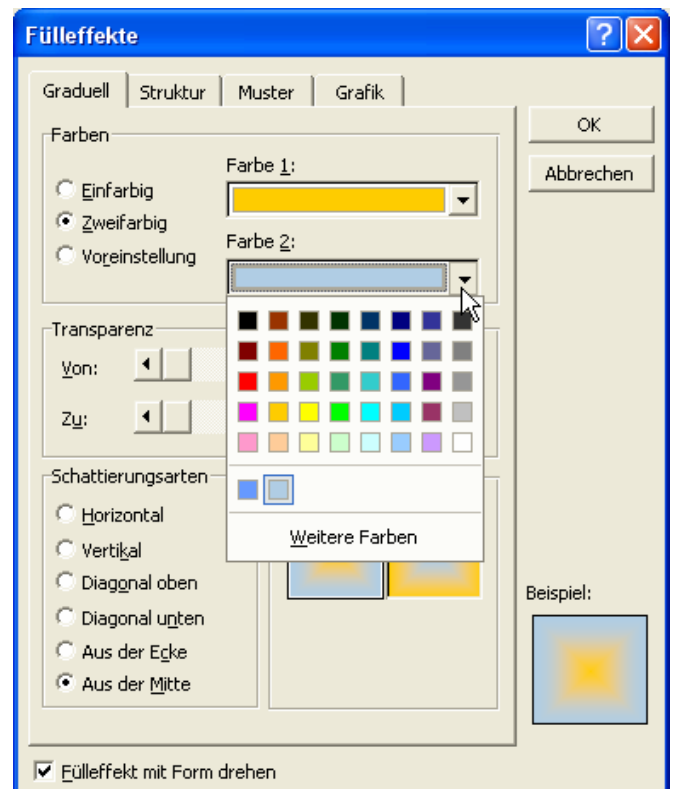 Fülleffekte
Graduell Struktur Muster Grafik
OK
Abbrechen
Farben
Einfarbig
Zweifarbig
Voreinstellung
Farbe 1:
Farbe 2:
Transparenz
Von:
Zu:
Schattierungsarten
Horizontal
Vertikal
Diagonal oben
Diagonal unten
Aus der Ecke
Aus der Mitte
Weitere Farben
Beispiel:
Fülleffekt mit Form drehen